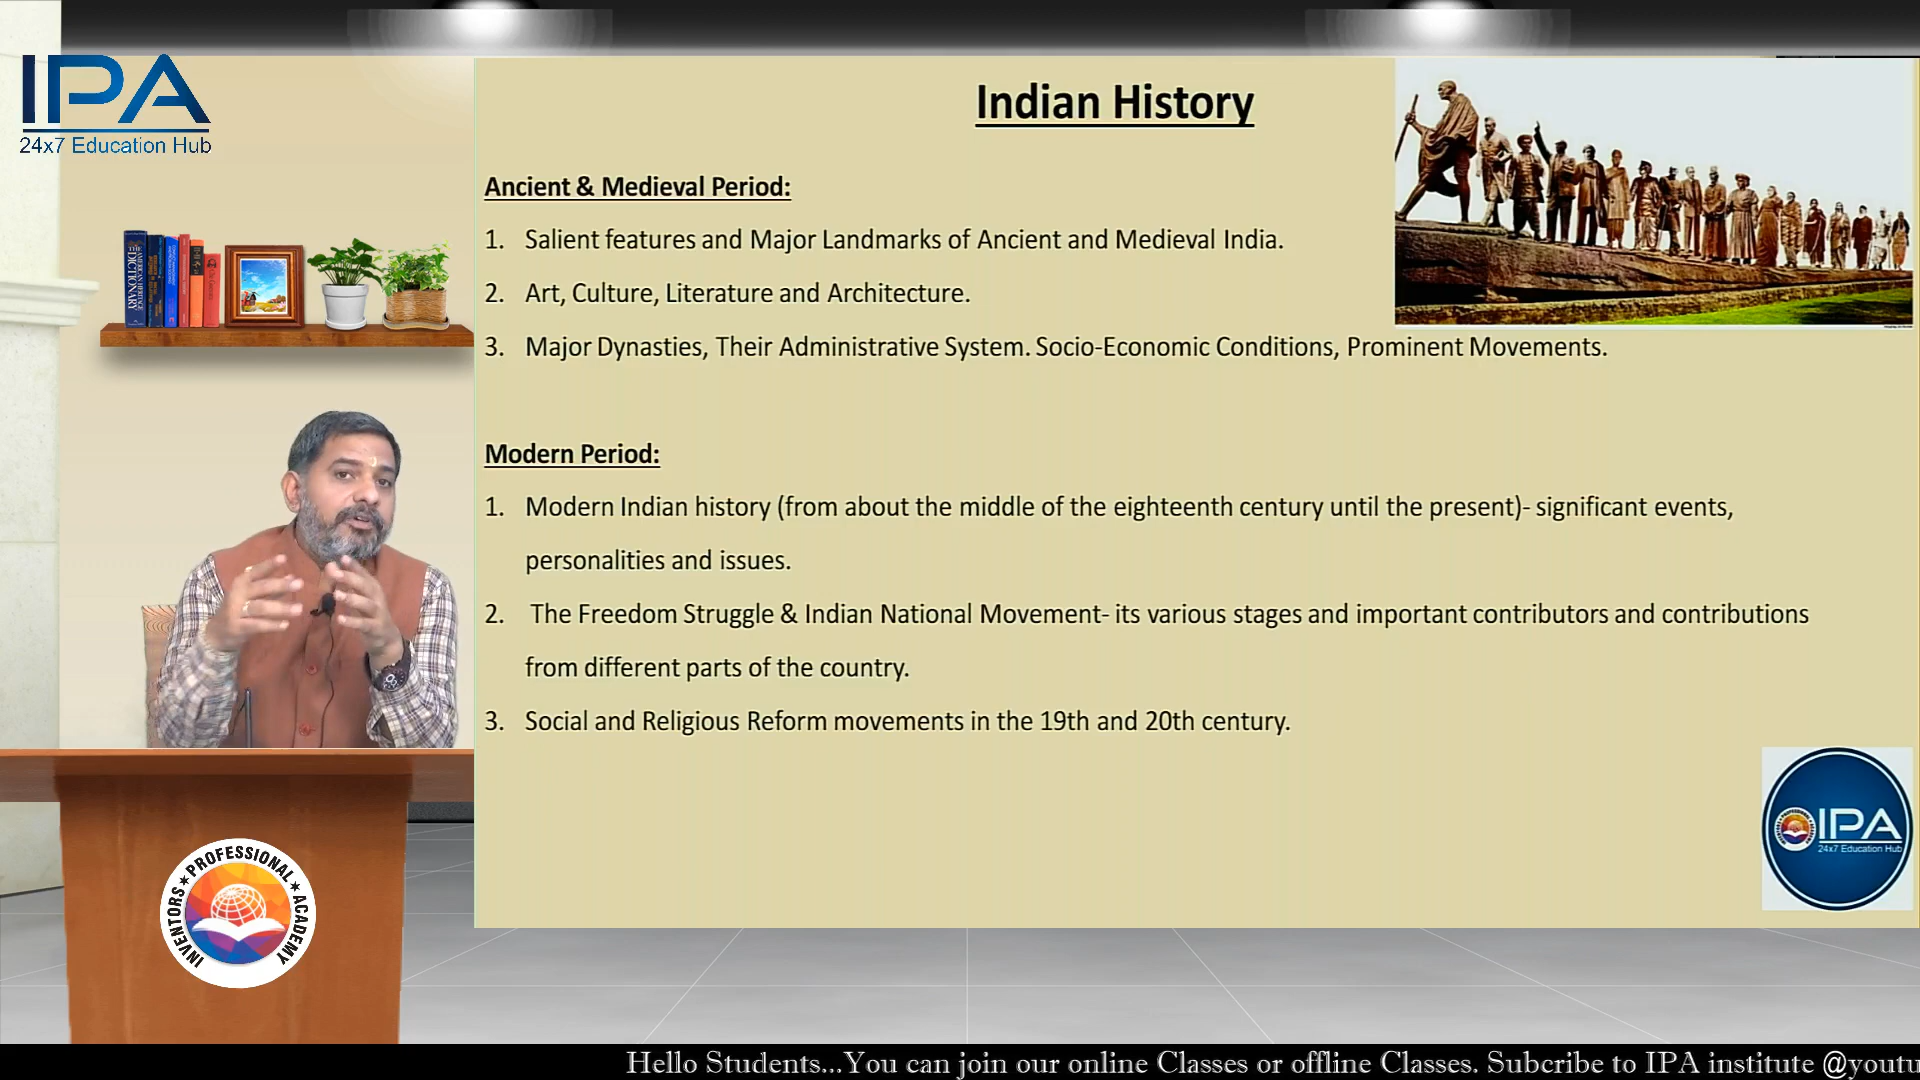 IPA
24x7 Education Hub
Indian History
Ancient & Medieval Period:
1. Salient features and Major Landmarks of Ancient and Medieval India.
2. Art, Culture, Literature and Architecture.
3. Major Dynasties, Their Administrative System. Socio-Economic Conditions, Prominent Movements.
Modern Period:
1. Modern Indian history (from about the middle of the eighteenth century until the present)- significant events,
personalities and issues.
2. The Freedom Struggle & Indian National Movement- its various stages and important contributors and contributions
from different parts of the country.
3. Social and Religious Reform movements in the 19th and 20th century.
THE
DICTIONARY
INVENTORS ★ PROFESSIONAL ★ ACADEMY
IPA
24x7 Education Hub
Hello Students...You can join our online Classes or offline Classes. Subcribe to IPA institute @youtu